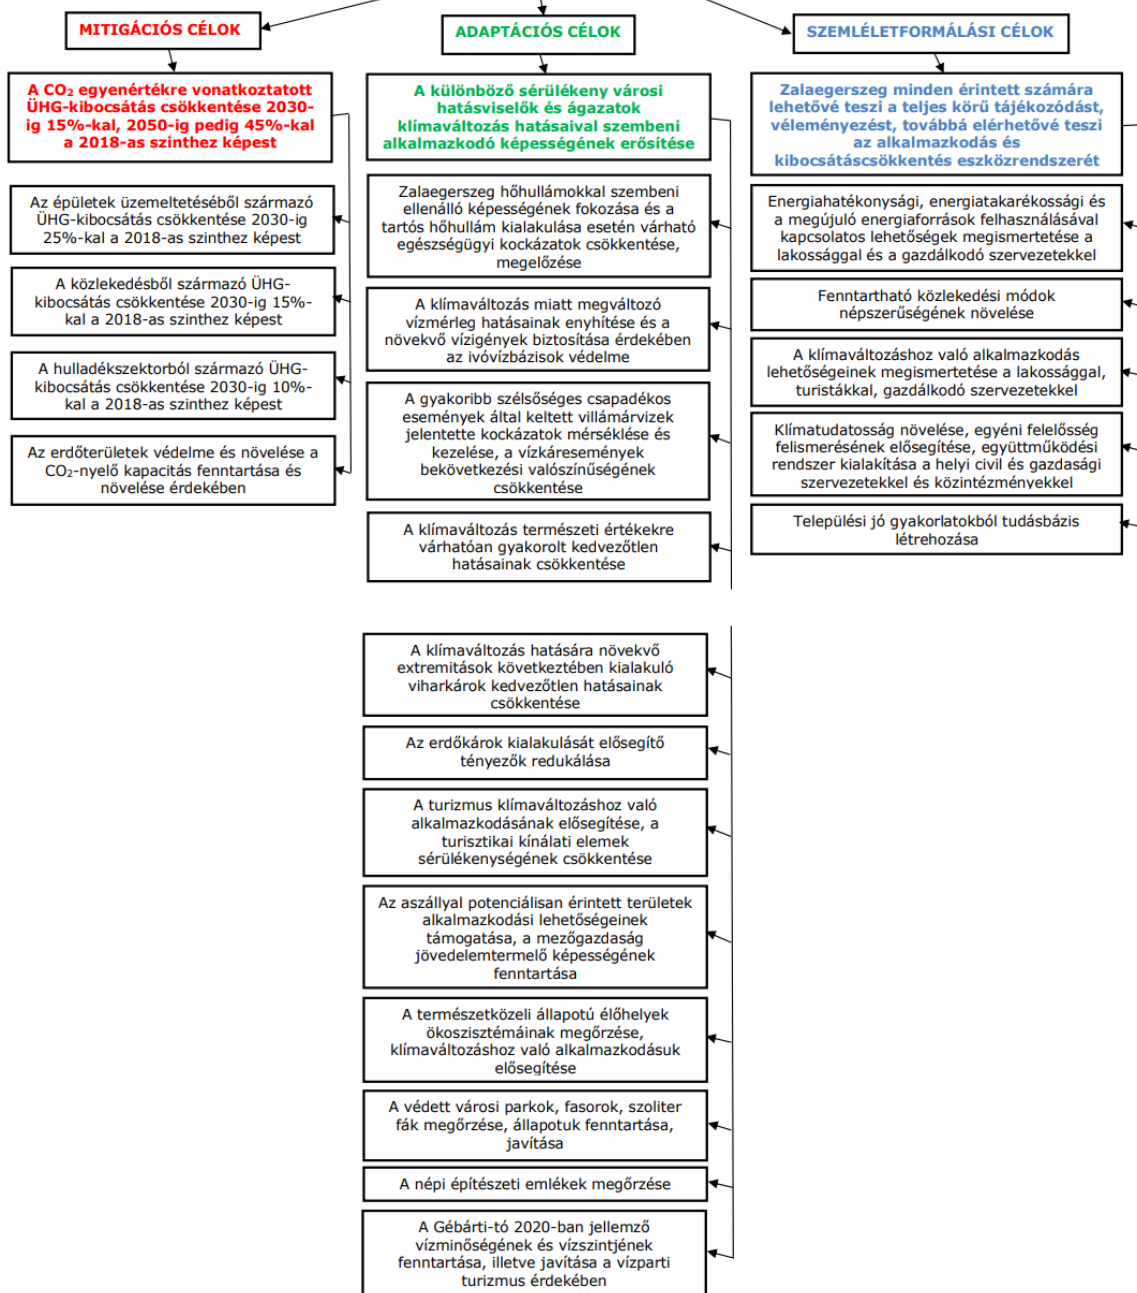 MITIGÁCIÓS CÉLOK
A CO₂ egyenértékre vonatkoztatott
ÜHG-kibocsátás csökkentése 2030-
ig 15%-kal, 2050-ig pedig 45%-kal
a 2018-as szinthez képest
Az épületek üzemeltetéséből származó
ÜHG-kibocsátás csökkentése 2030-ig
25%-kal a 2018-as szinthez képest
A közlekedésből származó ÜHG-
kibocsátás csökkentése 2030-ig 15%-
kal a 2018-as szinthez képest
A hulladékszektorból származó ÜHG-
kibocsátás csökkentése 2030-ig 10%-
kal a 2018-as szinthez képest
Az erdőterületek védelme és növelése a
CO₂-nyelő kapacitás fenntartása és
növelése érdekében
ADAPTÁCIÓS CÉLOK
A különböző sérülékeny városi
hatásviselők és ágazatok
klímaváltozás hatásaival szembeni
alkalmazkodó képességének erősítése
Zalaegerszeg hőhullámokkal szembeni
ellenálló képességének fokozása és a
tartós hőhullám kialakulása esetén várható
egészségügyi kockázatok csökkentése,
megelőzése
A klímaváltozás miatt megváltozó
vízmérleg hatásainak enyhítése és a
növekvő vízigények biztosítása érdekében
az ivóvízbázisok védelme
A gyakoribb szélsőséges csapadékos
események által keltett villámárvizek
jelentette kockázatok mérséklése és
kezelése, a vízkáresemények
bekövetkezési valószínűségének
csökkentése
A klímaváltozás természeti értékekre
várhatóan gyakorolt kedvezőtlen
hatásainak csökkentése
A klímaváltozás hatására növekvő
extremitások következtében kialakuló
viharkárok kedvezőtlen hatásainak
csökkentése
Az erdőkárok kialakulását elősegítő
tényezők redukálása
A turizmus klímaváltozáshoz való
alkalmazkodásának elősegítése, a
turisztikai kínálati elemek
sérülékenységének csökkentése
Az aszállyal potenciálisan érintett területek
alkalmazkodási lehetőségeinek
támogatása, a mezőgazdaság
jövedelemtermelő képességének
fenntartása
A természetközeli állapotú élőhelyek
ökoszisztémáinak megőrzése,
klímaváltozáshoz való alkalmazkodásuk
elősegítése
A védett városi parkok, fasorok, szoliter
fák megőrzése, állapotuk fenntartása,
javítása
A népi építészeti emlékek megőrzése
A Gébárti-tó 2020-ban jellemző
vízminőségének és vízszintjének
fenntartása, illetve javítása a vízparti
turizmus érdekében
SZEMLÉLETFORMÁLÁSI CÉLOK
Zalaegerszeg minden érintett számára
lehetővé teszi a teljes körű tájékozódást,
véleményezést, továbbá elérhetővé teszi
az alkalmazkodás és
kibocsátáscsökkentés eszközrendszerét
Energiahatékonysági, energiatakarékossági és
a megújuló energiaforrások felhasználásával
kapcsolatos lehetőségek megismertetése a
lakossággal és a gazdálkodó szervezetekkel
Fenntartható közlekedési módok
népszerűségének növelése
A klímaváltozáshoz való alkalmazkodás
lehetőségeinek megismertetése a lakossággal,
turistákkal, gazdálkodó szervezetekkel
Klímatudatosság növelése, egyéni felelősség
felismerésének elősegítése, együttműködési
rendszer kialakítása a helyi civil és gazdasági
szervezetekkel és közintézményekkel
Települési jó gyakorlatokból tudásbázis
létrehozása